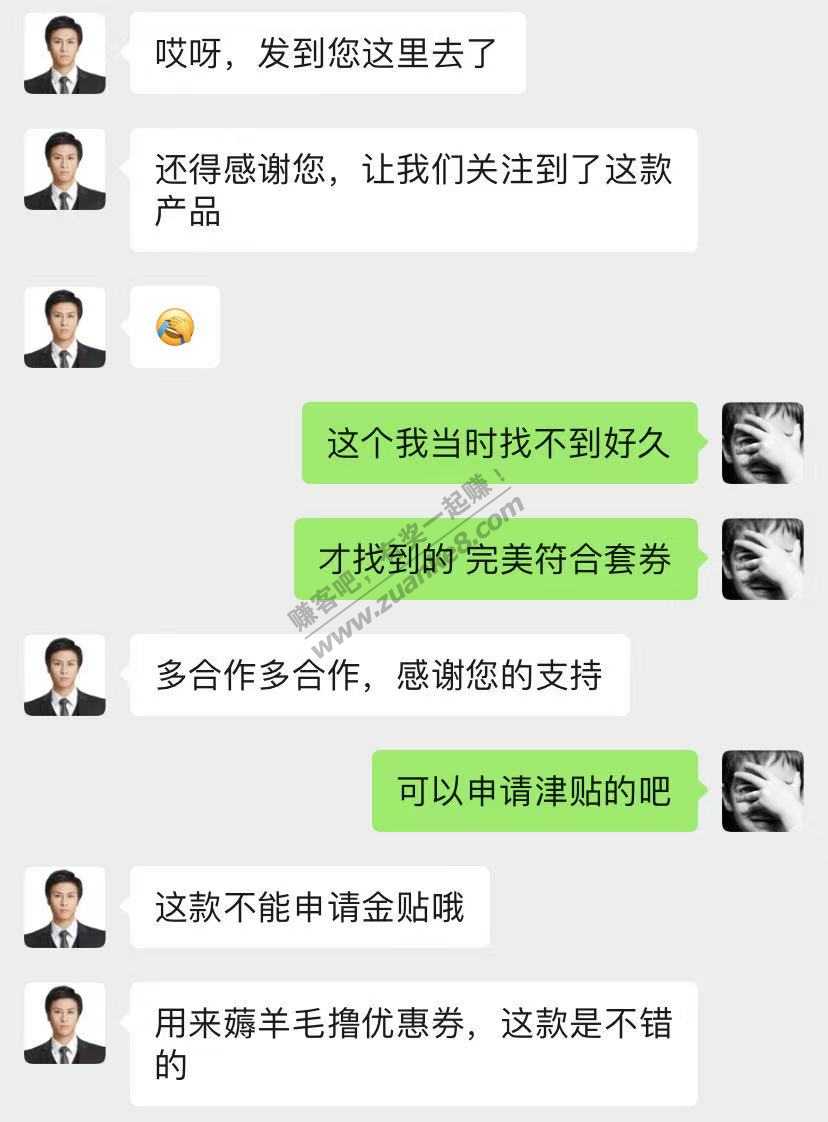 哎呀，发到您这里去了
还得感谢您，让我们关注到了这款
产品
🤦
这个我当时找不到好久
才找到的 完美符合套券
赚客吧，有奖一起赚！
www.zuanke8.com
多合作多合作，感谢您的支持
可以申请津贴的吧
这款不能申请金贴哦
用来薅羊毛撸优惠券，这款是不错
的